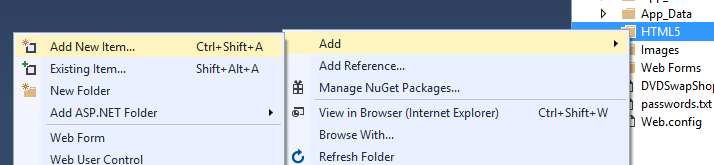 App_Data
Add New Item... Ctrl+Shift+A
Add
HTML5
Existing Item... Shift+Alt+A
Add Reference...
Images
New Folder
Manage NuGet Packages...
Web Forms
Add ASP.NET Folder
View in Browser (Internet Explorer) Ctrl+Shift+W
DVDSwapShop
passwords.txt
Web Form
Browse With...
Web.config
Web User Control
Refresh Folder